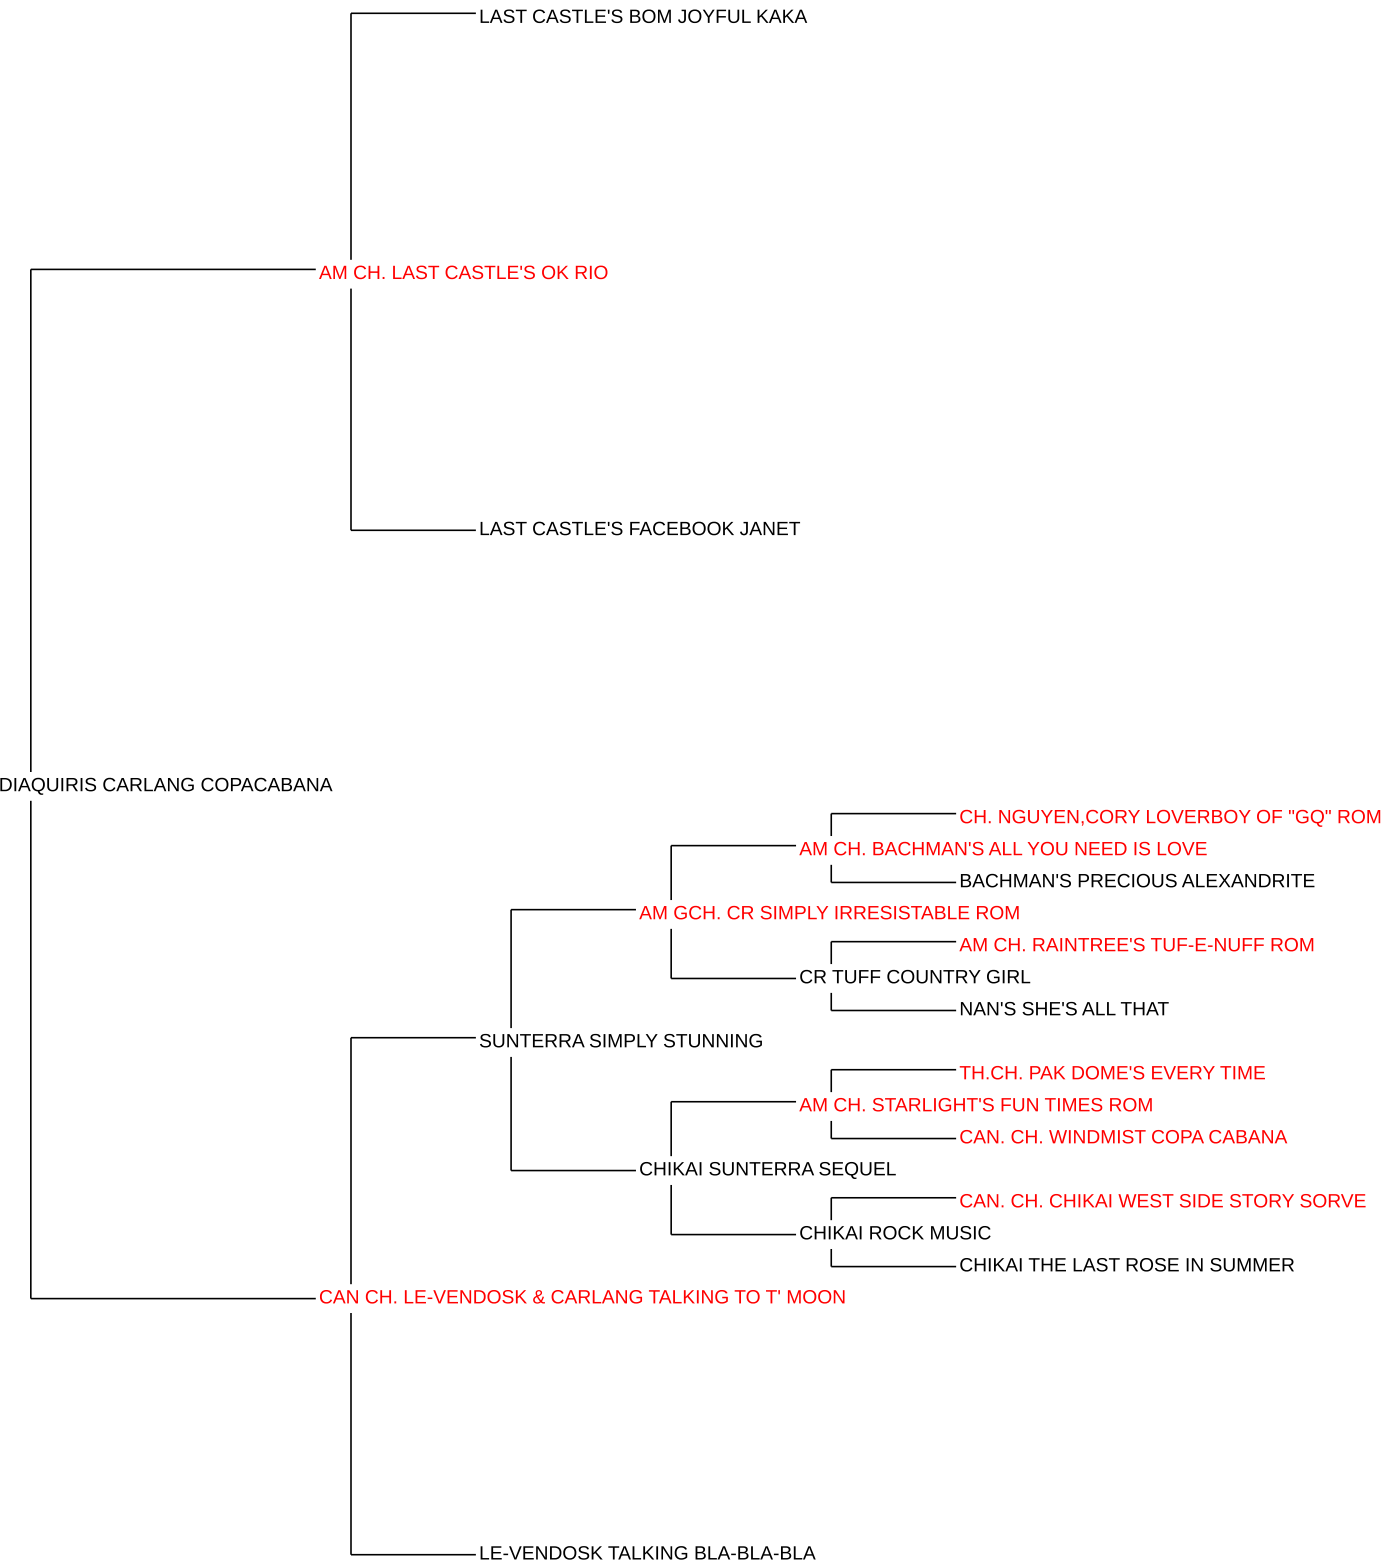 LAST CASTLE'S BOM JOYFUL KAKA
AM CH. LAST CASTLE'S OK RIO
LAST CASTLE'S FACEBOOK JANET
DIAQUIRIS CARLANG COPACABANA
CH. NGUYEN,CORY LOVERBOY OF "GQ" ROM
AM CH. BACHMAN'S ALL YOU NEED IS LOVE
BACHMAN'S PRECIOUS ALEXANDRITE
AM GCH. CR SIMPLY IRRESISTABLE ROM
AM CH. RAINTREE'S TUF-E-NUFF ROM
CR TUFF COUNTRY GIRL
NAN'S SHE'S ALL THAT
SUNTERRA SIMPLY STUNNING
TH.CH. PAK DOME'S EVERY TIME
AM CH. STARLIGHT'S FUN TIMES ROM
CAN. CH. WINDMIST COPA CABANA
CHIKAI SUNTERRA SEQUEL
CAN. CH. CHIKAI WEST SIDE STORY SORVE
CHIKAI ROCK MUSIC
CHIKAI THE LAST ROSE IN SUMMER
CAN CH. LE-VENDOSK & CARLANG TALKING TO T' MOON
LE-VENDOSK TALKING BLA-BLA-BLA